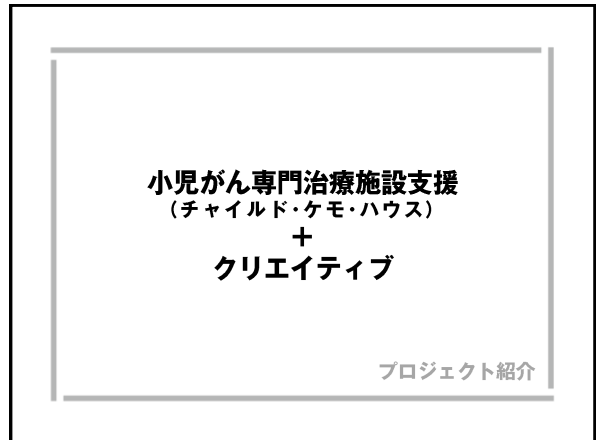 小児がん専門治療施設支援
(チャイルド・ケモ・ハウス)
＋
クリエイティブ
プロジェクト紹介